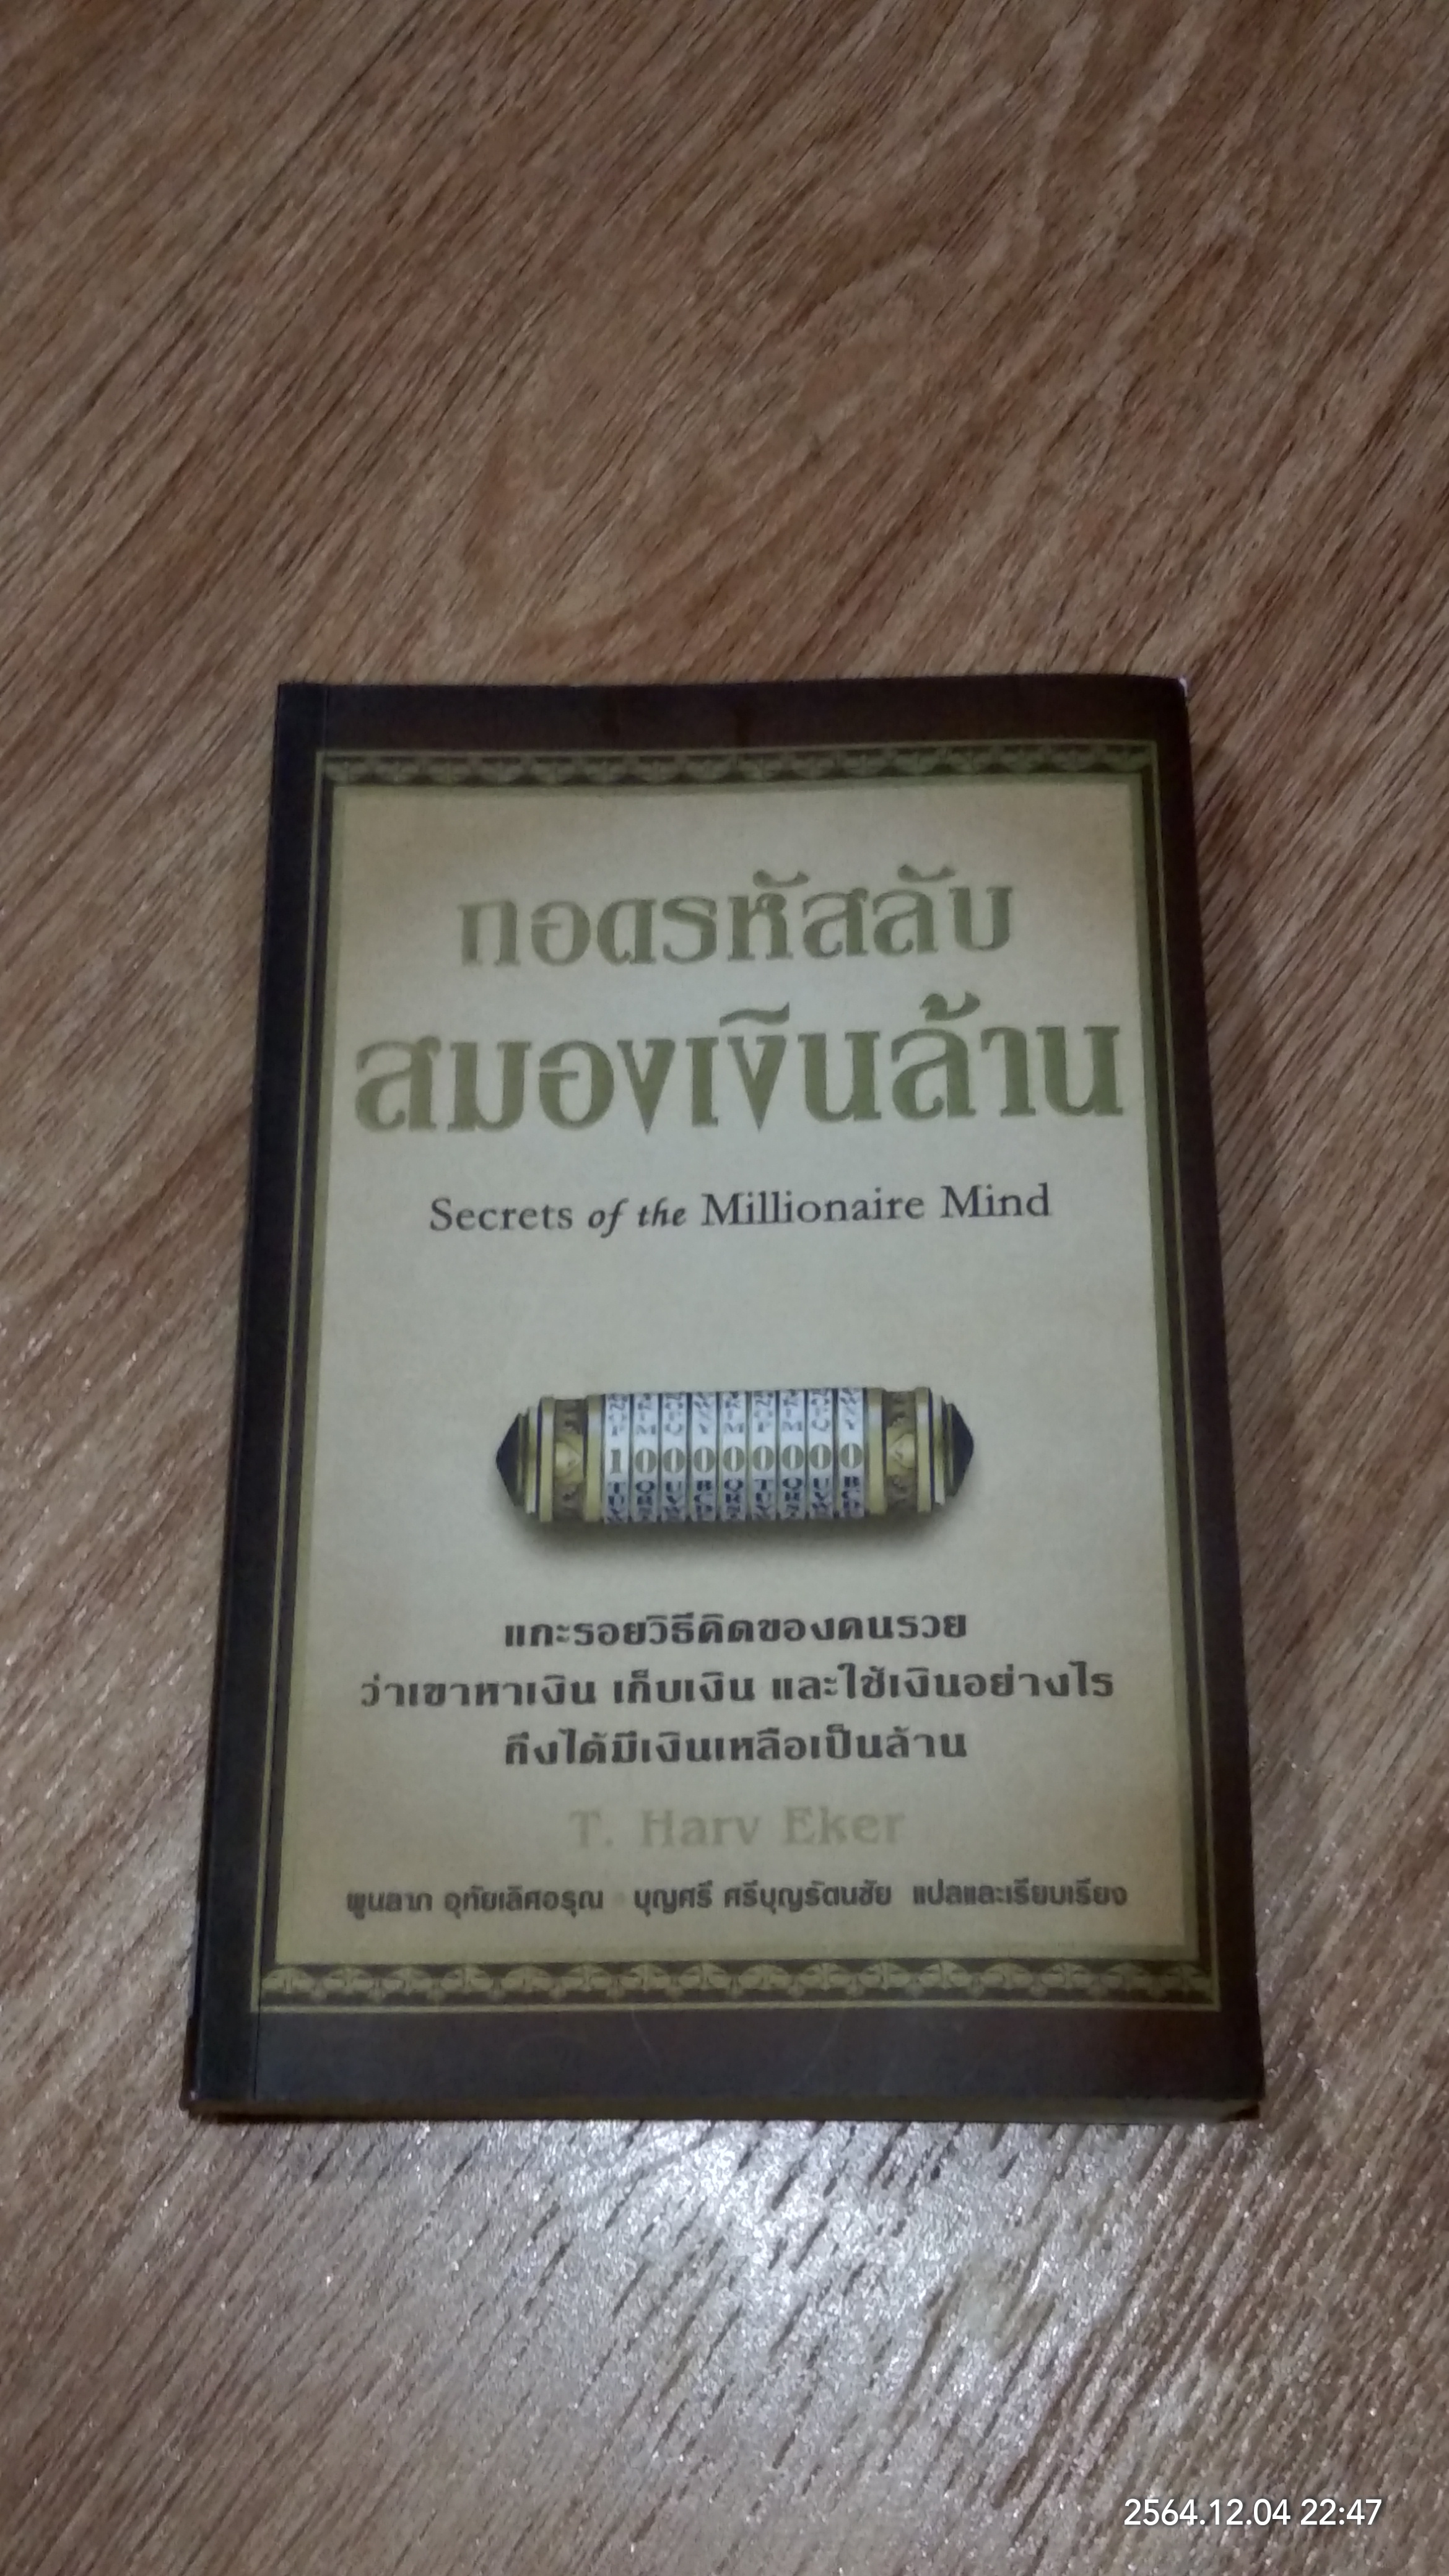 ถอดรหัสลับ
สมองเงินล้าน
Secrets of the Millionaire Mind
100000000
แกะรอยวิธีคิดของคนรวย
ว่าเขาหาเงิน เก็บเงิน และใช้เงินอย่างไร
ถึงได้มีเงินเหลือเป็นล้าน
T. Harv Eker
พูนลาภ อุทัยเลิศอรุณ • บุญศรี ศรีบุญรัตนชัย แปลและเรียบเรียง
2564.12.04 22:47